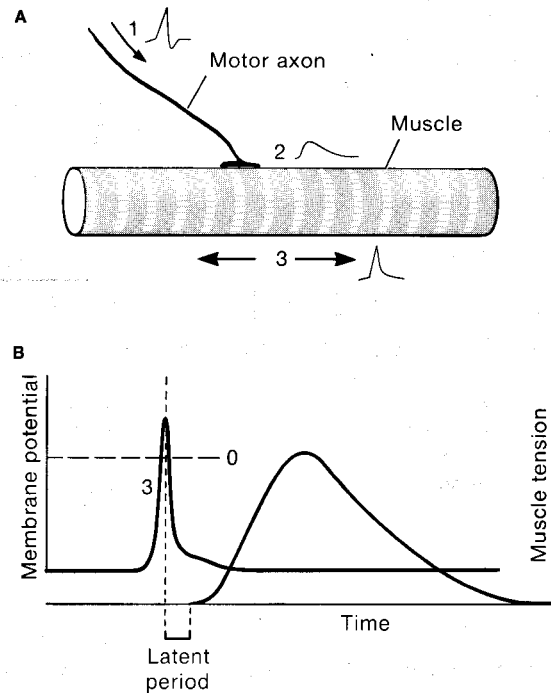 A
1
Motor axon
2
Muscle
3
B
Membrane potential
0
3
Muscle tension
Time
Latent
period